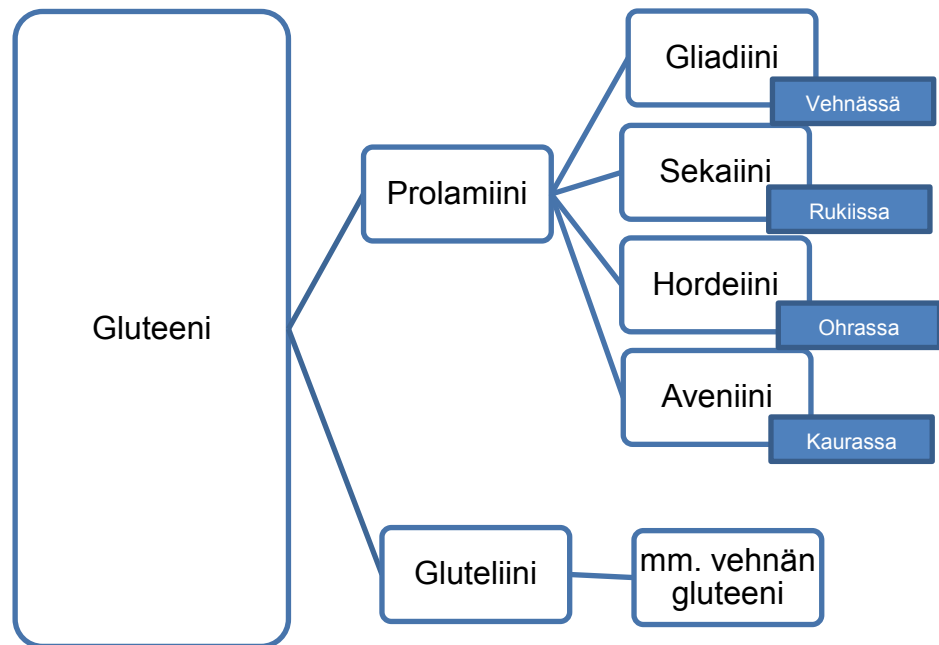 Gluteeni
Prolamiini
Gliadiini
Vehnässä
Sekaiini
Rukiissa
Hordeiini
Ohrassa
Aveniini
Kaurassa
Gluteliini
mm. vehnän
gluteeni